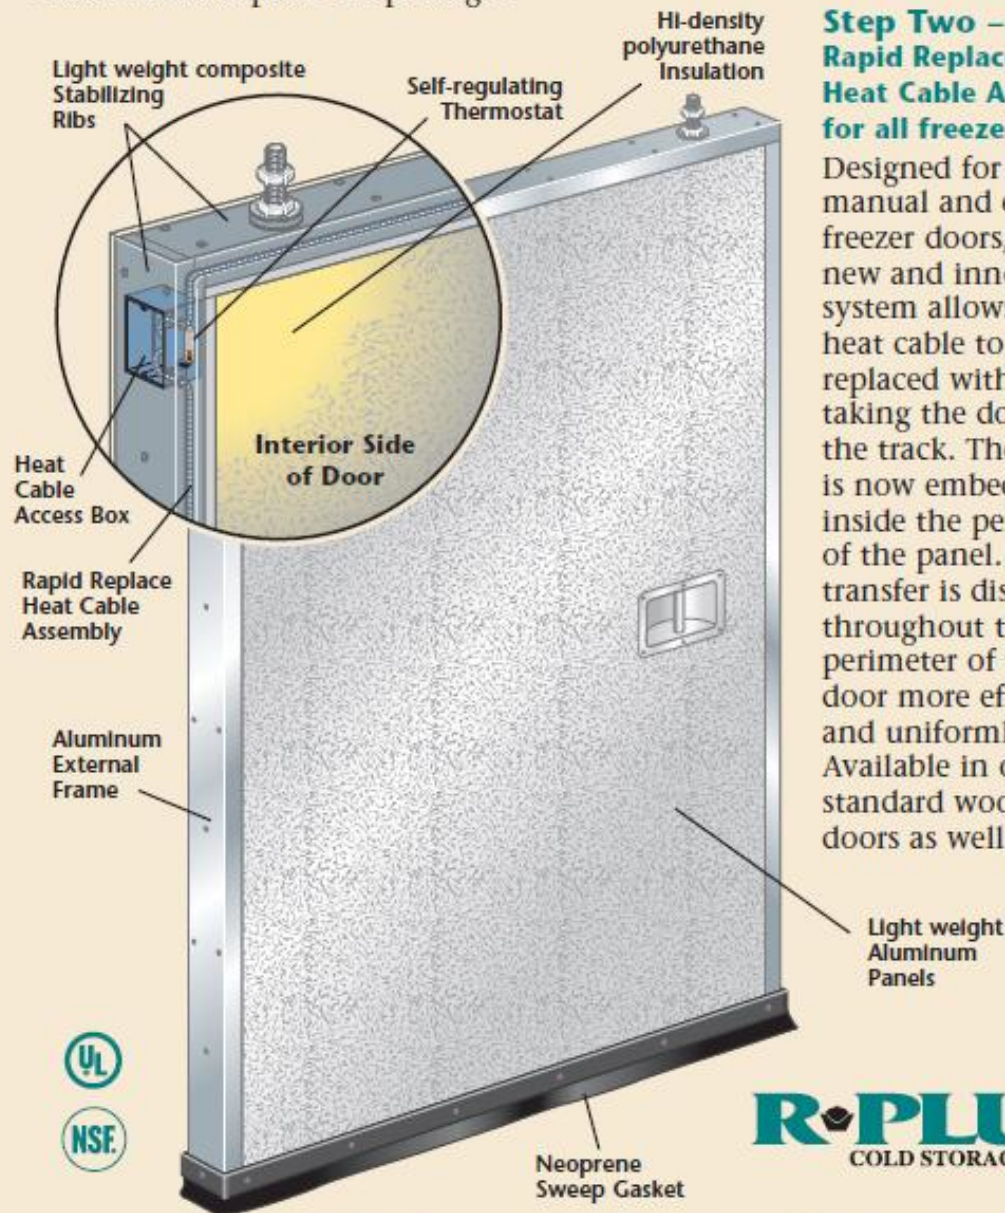 Hi-density
polyurethane
Insulation
Light weight composite
Stabilizing
Ribs
Self-regulating
Thermostat
Interior Side
of Door
Heat
Cable
Access Box
Rapid Replace
Heat Cable
Assembly
Aluminum
External
Frame
Light weight
Aluminum
Panels
Neoprene
Sweep Gasket
UL
NSF.
Step Two –
Rapid Replac
Heat Cable A
for all freeze
Designed for
manual and
freezer doors,
new and inn
system allow
heat cable to
replaced with
taking the do
the track. Th
is now embe
inside the pe
of the panel.
transfer is dis
throughout t
perimeter of
door more ef
and uniformi
Available in o
standard woo
doors as well
R PLU
COLD STORAG